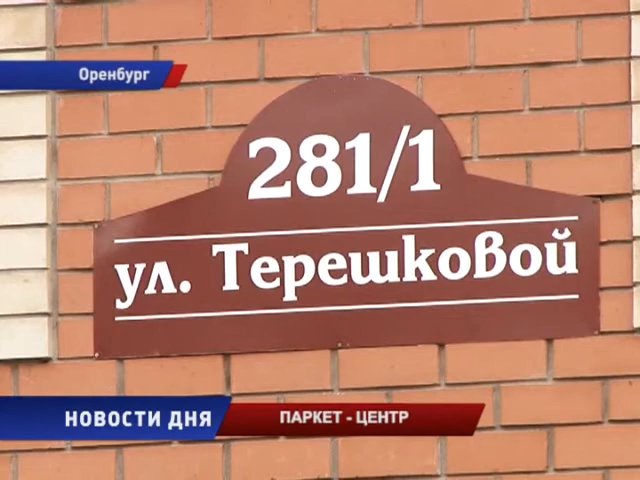 Оренбург
281/1
ул. Терешковой
НОВОСТИ ДНЯ
ПАРКЕТ - ЦЕНТР